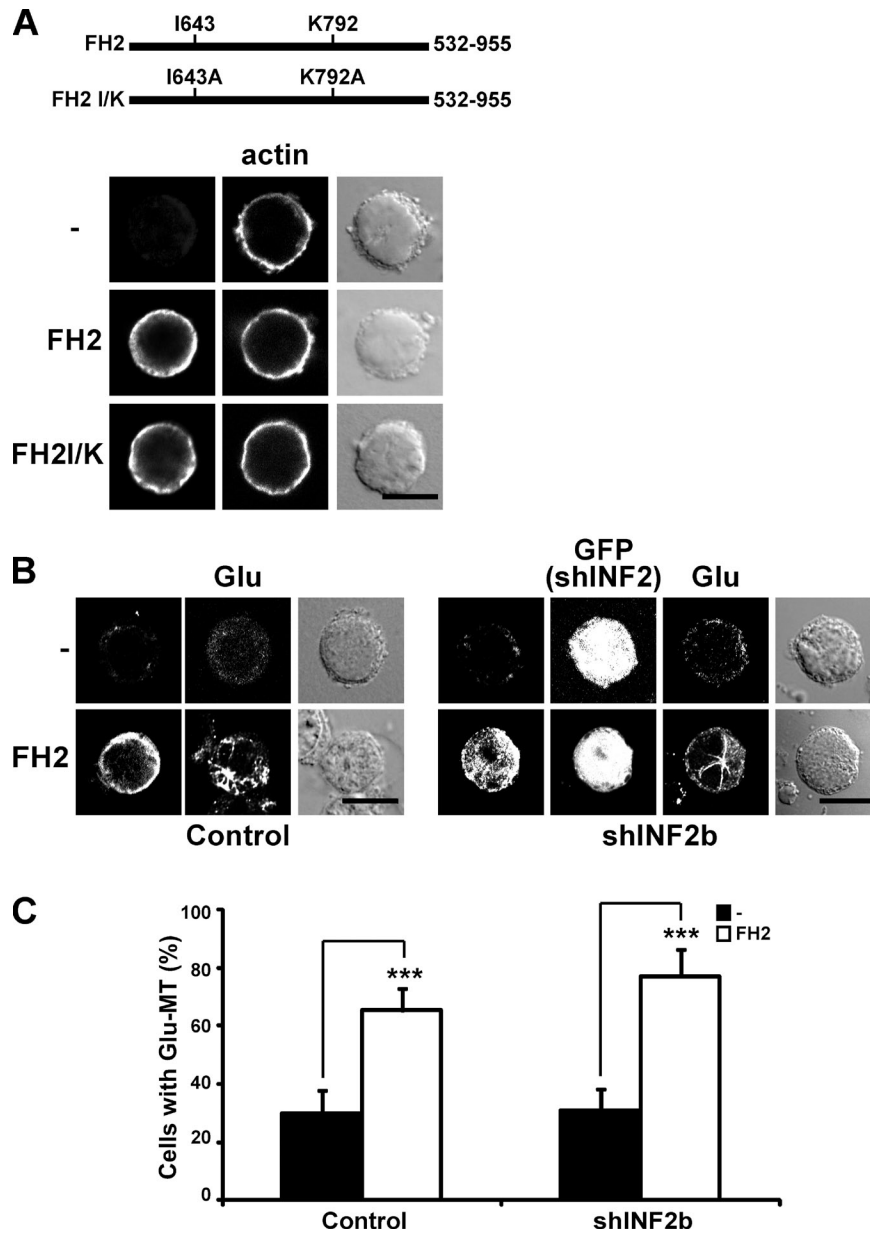 A
I643 K792
FH2 532-955
I643A K792A
FH2 I/K 532-955
actin
-
FH2
FH2I/K
B
Glu
GFP
(shINF2) Glu
-
FH2
Control shINF2b
C
Cells with Glu-MT (%)
100
80
60
40
20
0
***
***
-
FH2
Control shINF2b